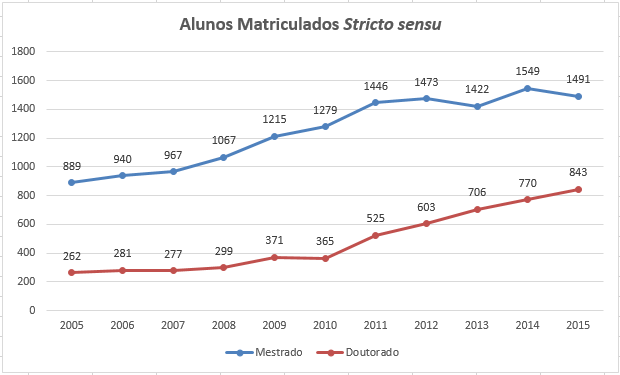 Alunos Matriculados Stricto sensu
1800
1600
1400
1200
1000
800
600
400
200
0
889 940 967 1067 1215 1279 1446 1473 1422 1549 1491
262 281 277 299 371 365 525 603 706 770 843
2005 2006 2007 2008 2009 2010 2011 2012 2013 2014 2015
Mestrado Doutorado